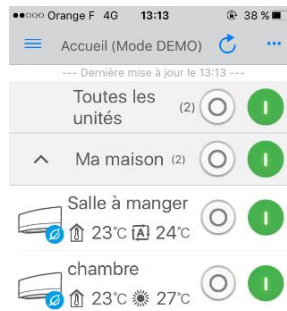 Orange F 4G 13:13 38 %
Accueil (Mode DEMO)
--- Dernière mise à jour le 13:13 ---
Toutes les
unités (2)
Ma maison (2)
Salle à manger
23°C A 24°C
chambre
23°C 27°C